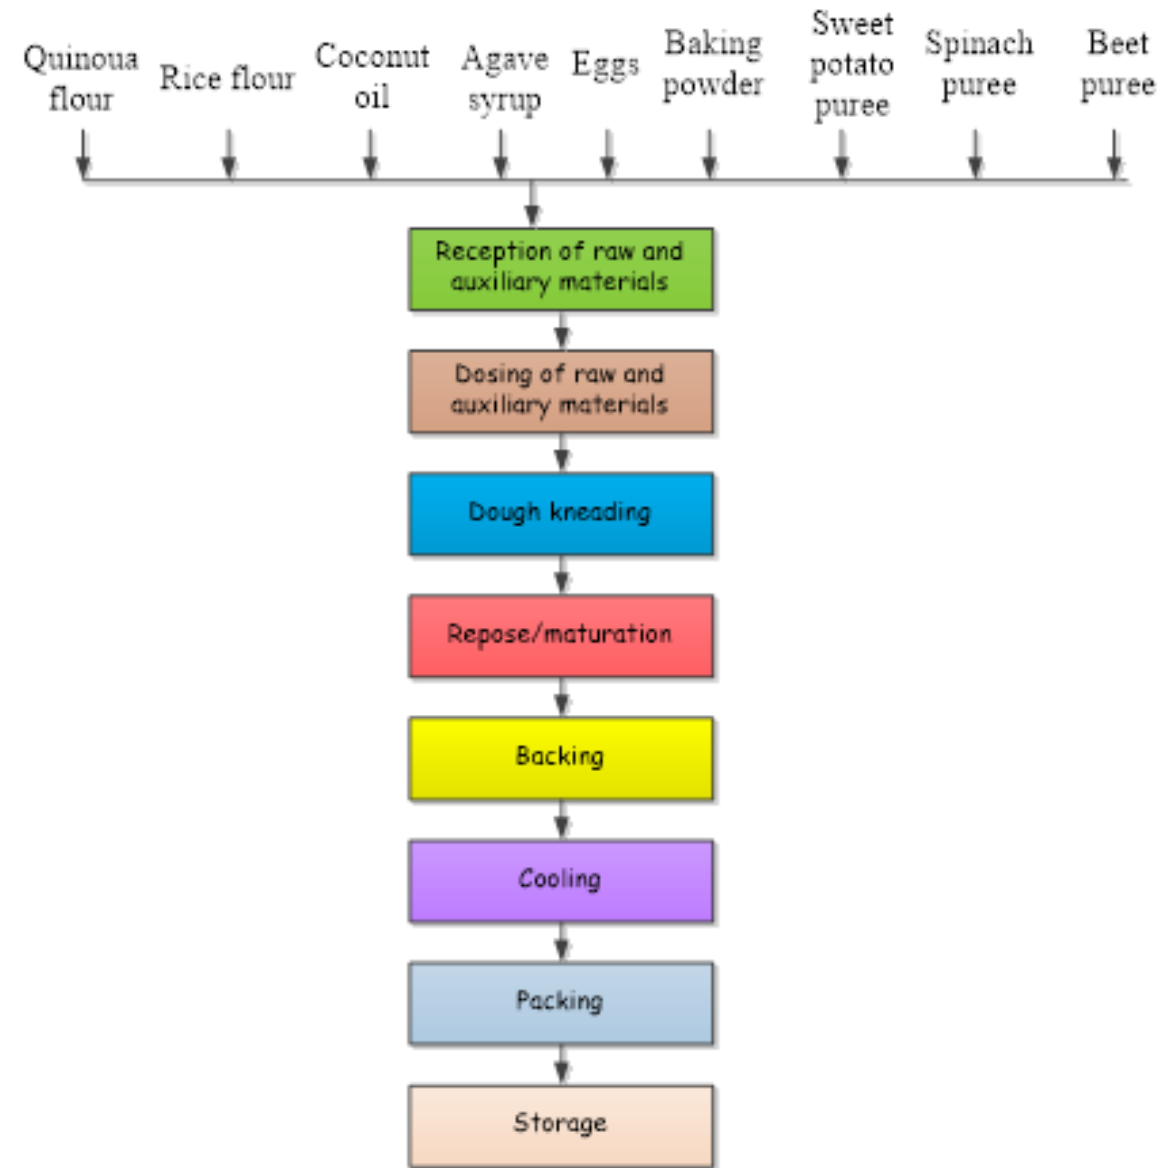 Quinoua
flour
Rice flour
Coconut
oil
Agave
syrup
Eggs
Baking
powder
Sweet
potato
puree
Spinach
puree
Beet
puree
Reception of raw and
auxiliary materials
Dosing of raw and
auxiliary materials
Dough kneading
Repose/maturation
Backing
Cooling
Packing
Storage